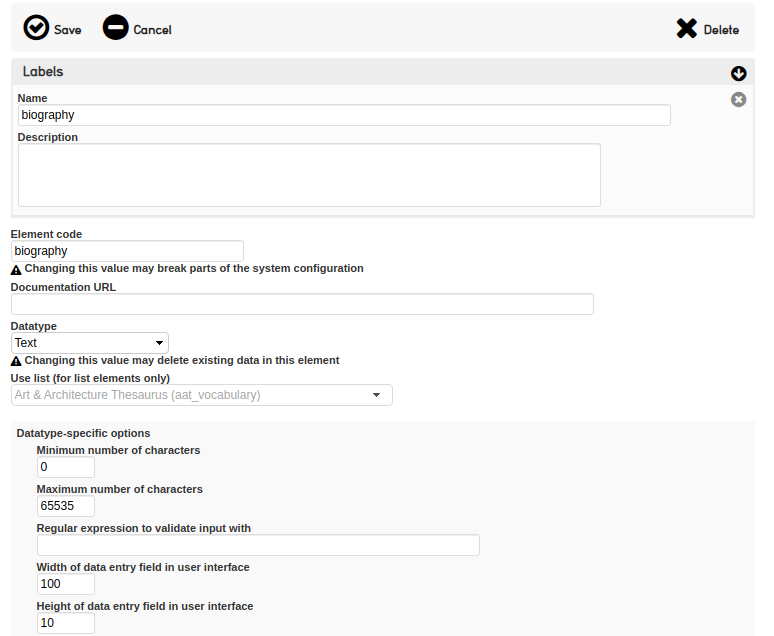 Save Cancel Delete
Labels
Name
biography
Description
Element code
biography
Changing this value may break parts of the system configuration
Documentation URL
Datatype
Text
Changing this value may delete existing data in this element
Use list (for list elements only)
Art & Architecture Thesaurus (aat_vocabulary)
Datatype-specific options
Minimum number of characters
0
Maximum number of characters
65535
Regular expression to validate input with
Width of data entry field in user interface
100
Height of data entry field in user interface
10